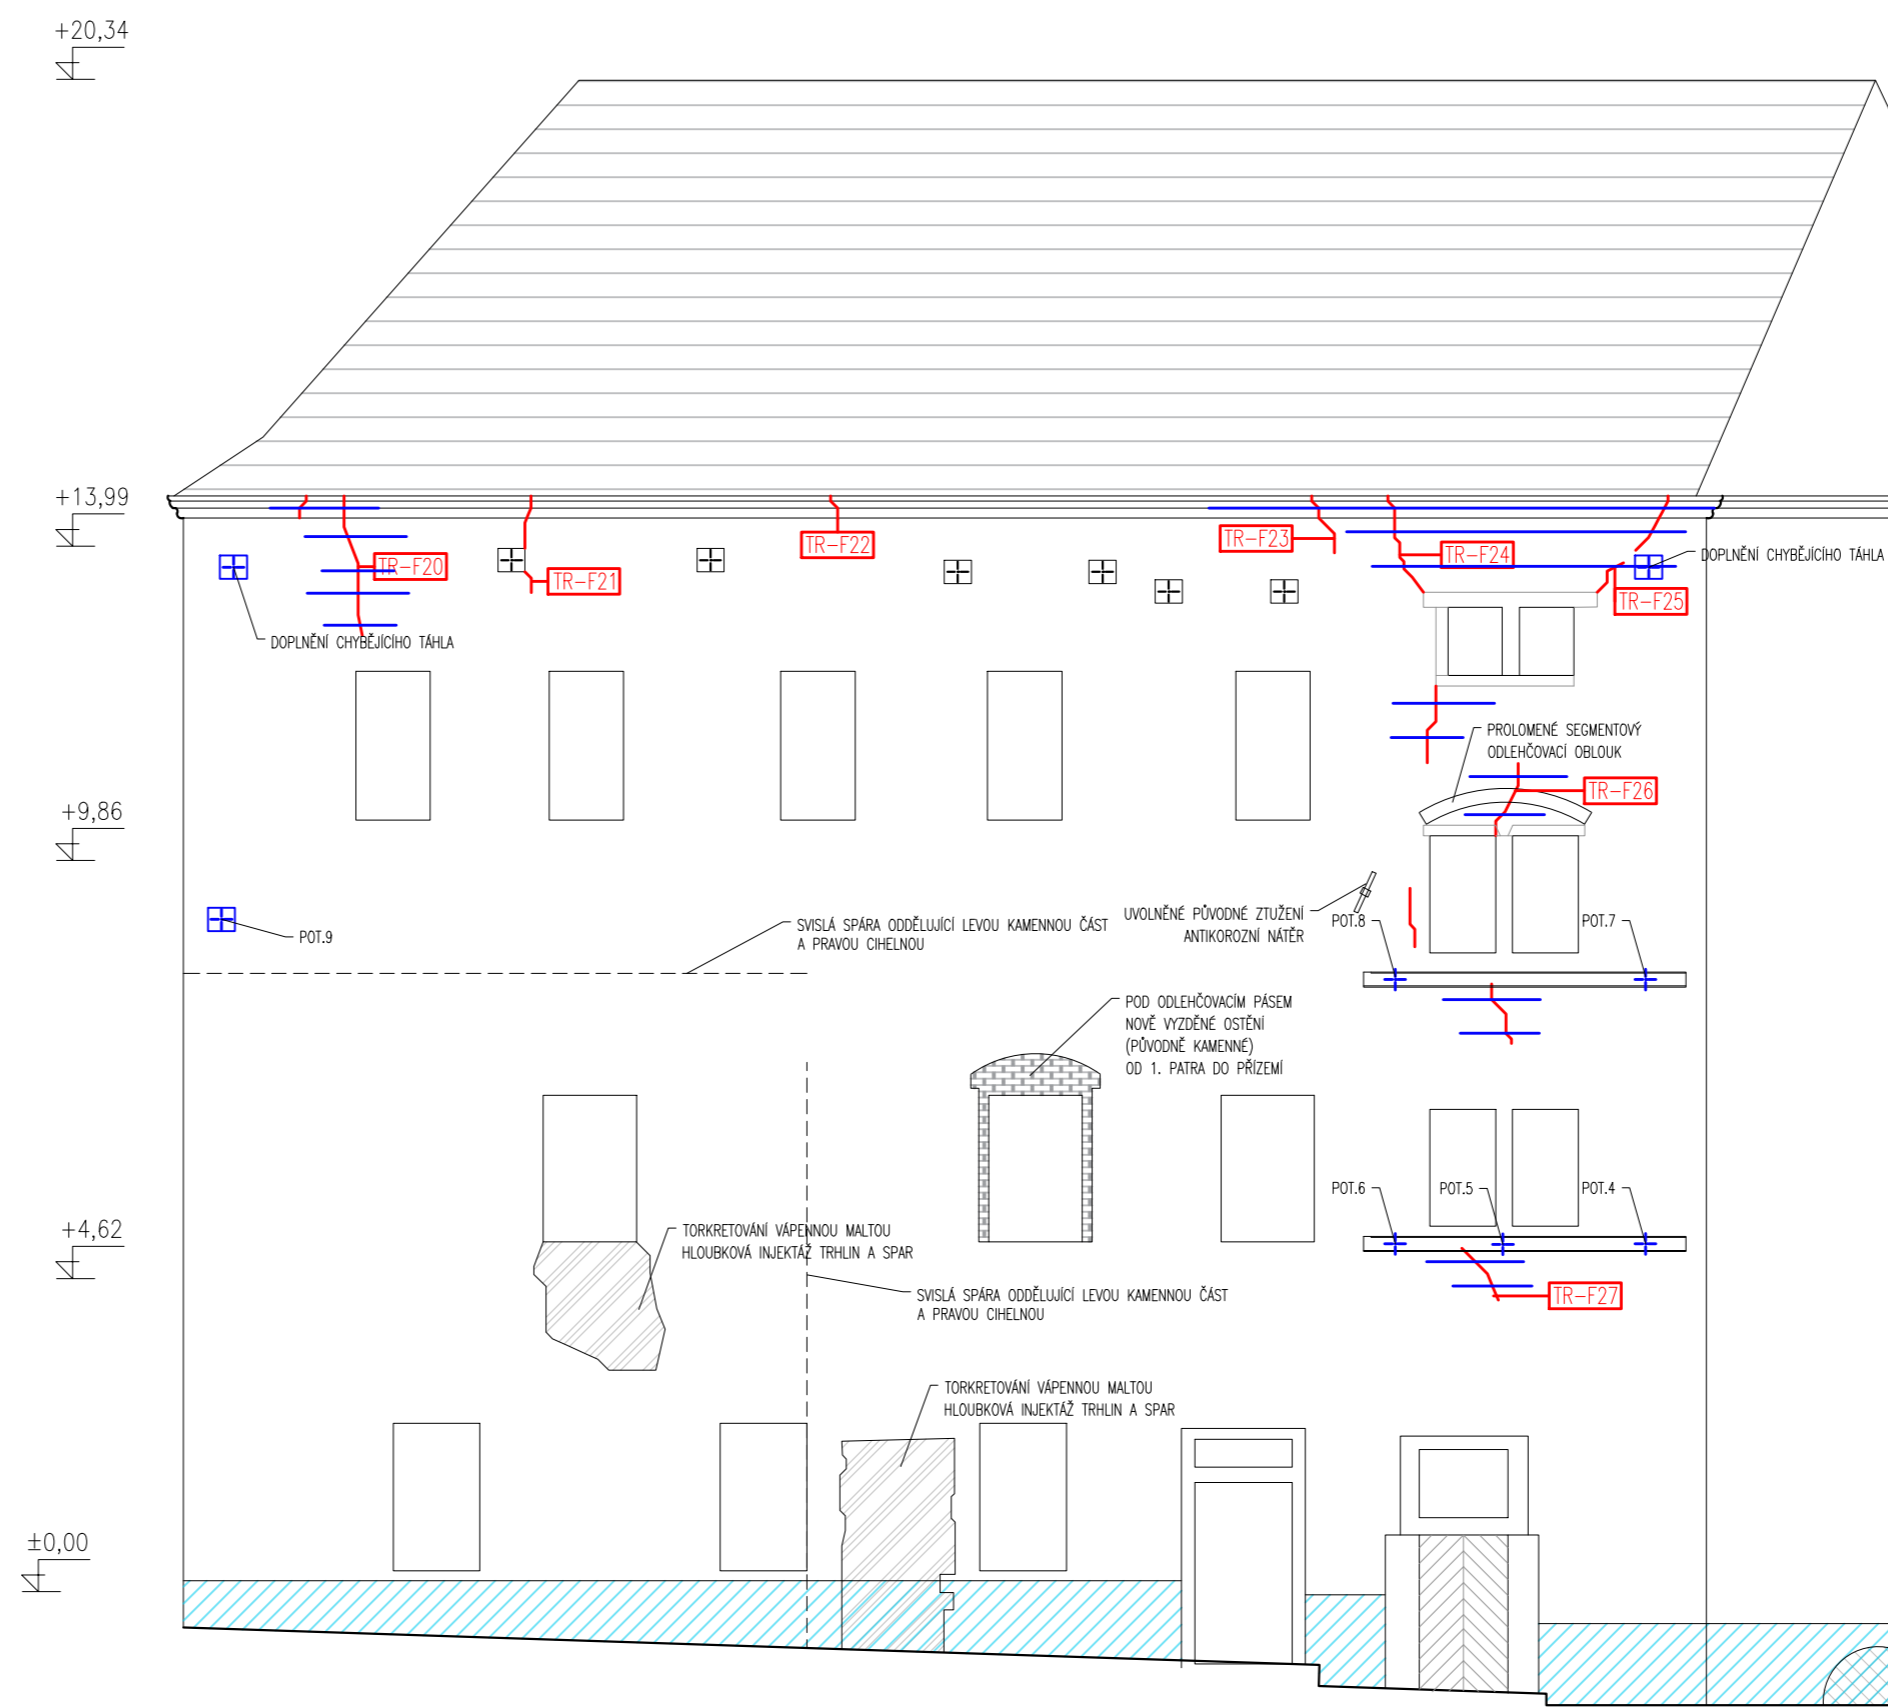 +20,34
+13,99
TR-F20
TR-F21
TR-F22
TR-F23
TR-F24
DOPLNĚNÍ CHYBĚJÍCÍHO TÁHLA
TR-F25
DOPLNĚNÍ CHYBĚJÍCÍHO TÁHLA
PROLOMENÉ SEGMENTOVÝ
ODLEHČOVACÍ OBLOUK
TR-F26
+9,86
POT.9
SVISLÁ SPÁRA ODDĚLUJÍCÍ LEVOU KAMENNOU ČÁST
A PRAVOU CIHELNOU
UVOLNĚNÉ PŮVODNÉ ZTUŽENÍ
ANTIKOROZNÍ NÁTĚR
POT.8
POT.7
POD ODLEHČOVACÍM PÁSEM
NOVĚ VYZDĚNÉ OSTĚNÍ
(PŮVODNĚ KAMENNÉ)
OD 1. PATRA DO PŘÍZEMÍ
POT.6
POT.5
POT.4
+4,62
TORKRETOVÁNÍ VÁPENNOU MALTOU
HLOUBKOVÁ INJEKTÁŽ TRHLIN A SPAR
SVISLÁ SPÁRA ODDĚLUJÍCÍ LEVOU KAMENNOU ČÁST
A PRAVOU CIHELNOU
TR-F27
TORKRETOVÁNÍ VÁPENNOU MALTOU
HLOUBKOVÁ INJEKTÁŽ TRHLIN A SPAR
±0,00